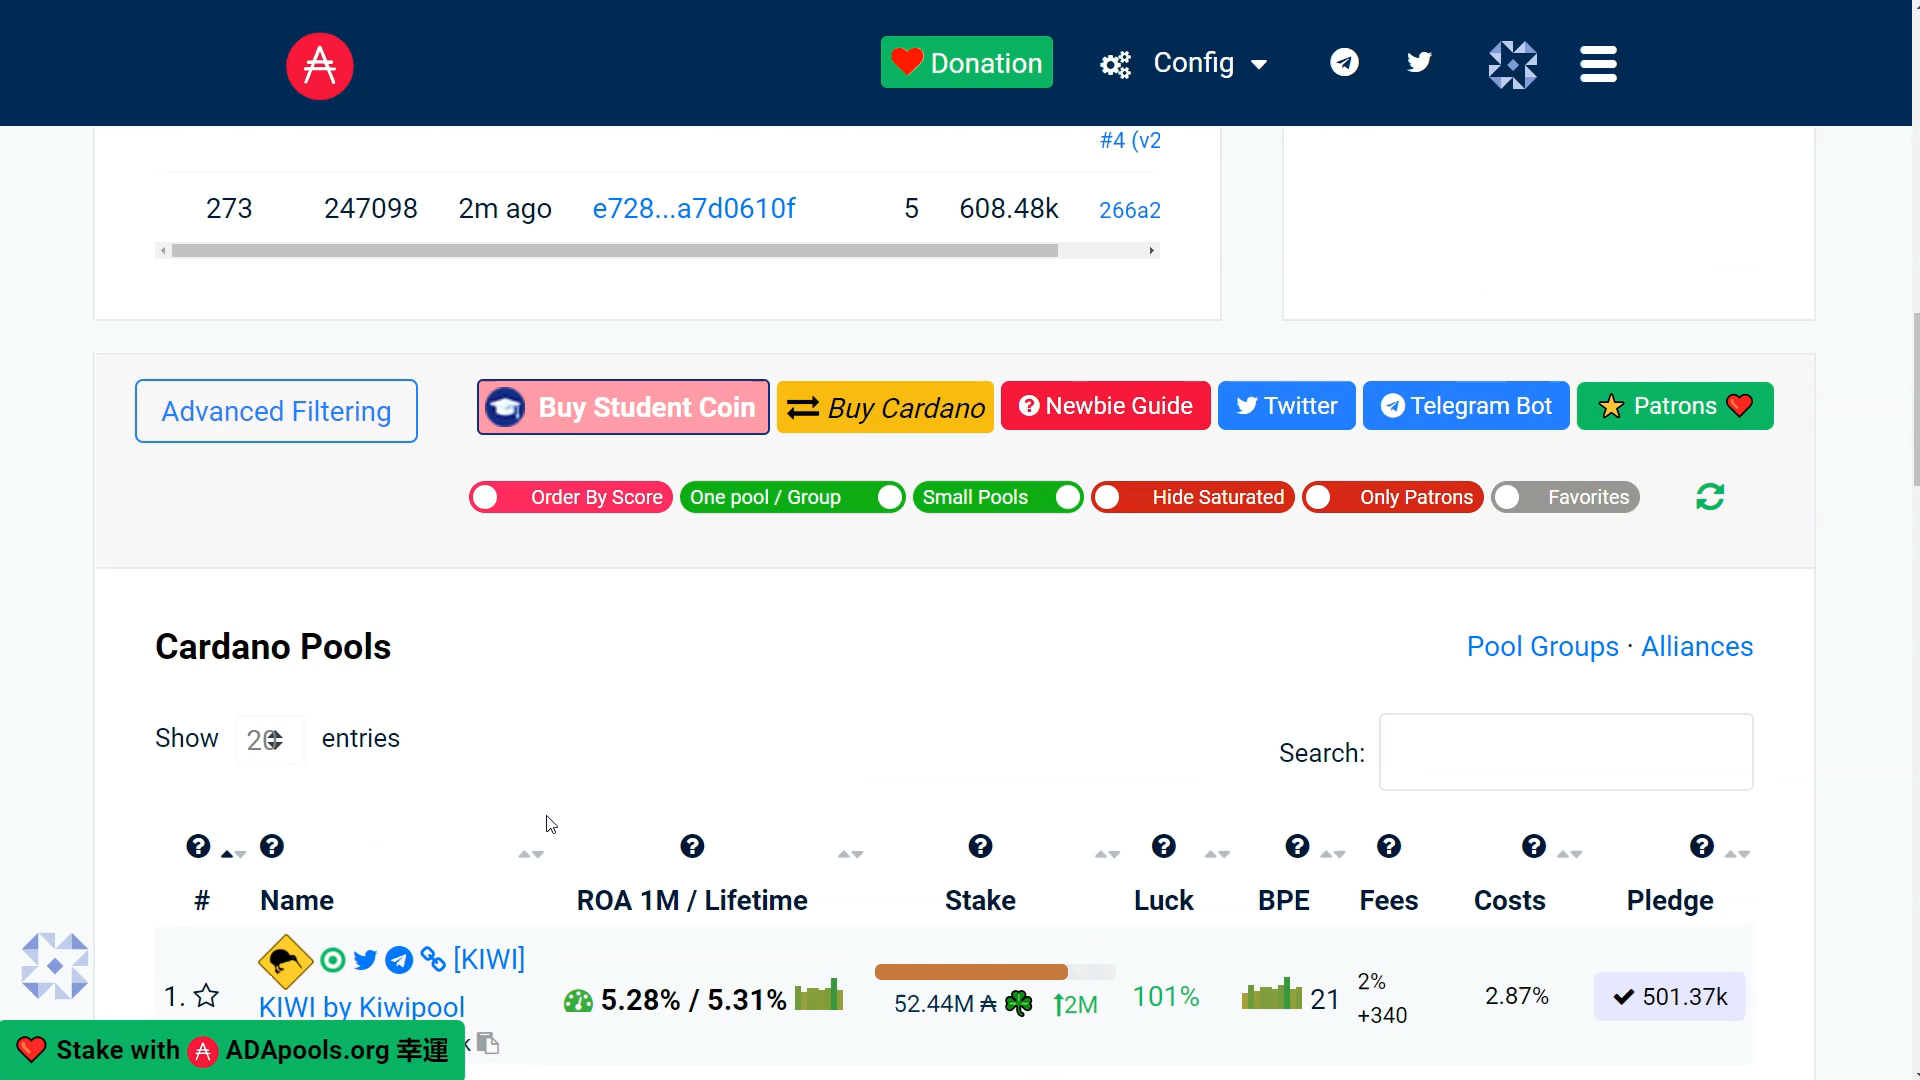 Donation
Config
#4 (v2
273 247098 2m ago e728...a7d0610f 5 608.48k 266a2
Advanced Filtering
Buy Student Coin
Buy Cardano
Newbie Guide
Twitter
Telegram Bot
Patrons
Order By Score
One pool / Group
Small Pools
Hide Saturated
Only Patrons
Favorites
Cardano Pools
Pool Groups · Alliances
Show 20 entries
Search:
# Name ROA 1M / Lifetime Stake Luck BPE Fees Costs Pledge
[KIWI]
1. KIWI by Kiwipool
5.28% / 5.31%
52.44M ₳ ↑2M
101%
21
2%
+340
2.87%
501.37k
k
Stake with ADApools.org 幸運